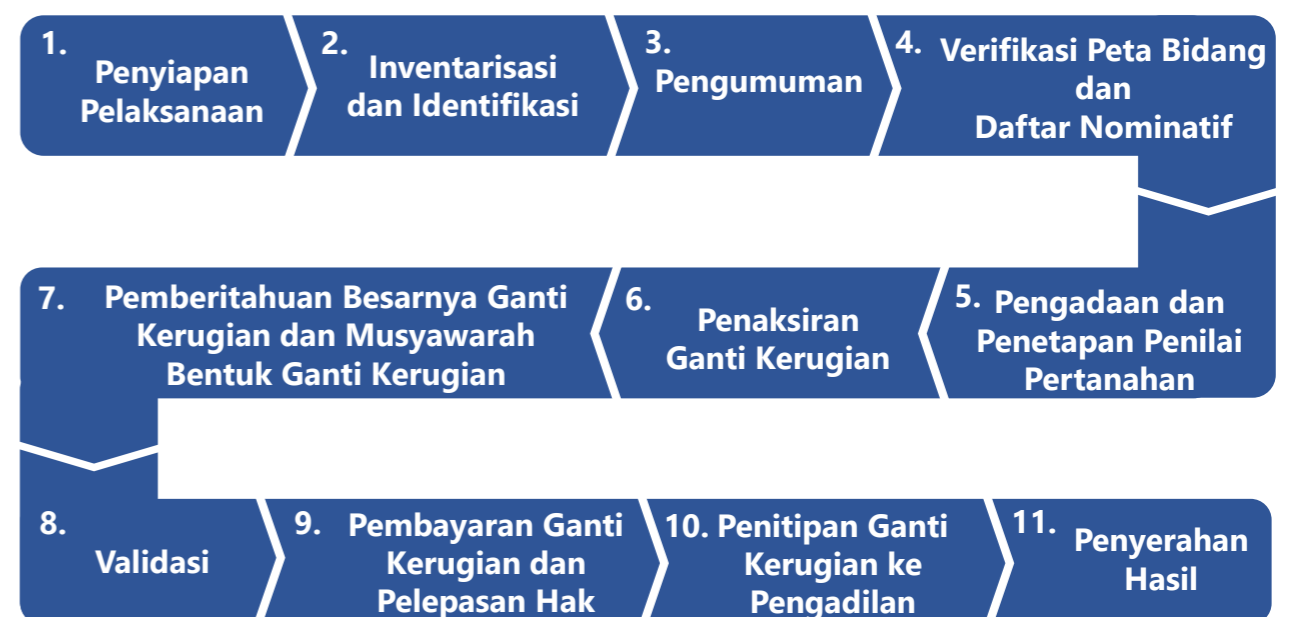 1.
Penyiapan
Pelaksanaan
2.
Inventarisasi
dan Identifikasi
3.
Pengumuman
4. Verifikasi Peta Bidang
dan
Daftar Nominatif
5. Pengadaan dan
Penetapan Penilai
Pertanahan
6.
Penaksiran
Ganti Kerugian
7. Pemberitahuan Besarnya Ganti
Kerugian dan Musyawarah
Bentuk Ganti Kerugian
8.
Validasi
9. Pembayaran Ganti
Kerugian dan
Pelepasan Hak
10. Penitipan Ganti
Kerugian ke
Pengadilan
11.
Penyerahan
Hasil